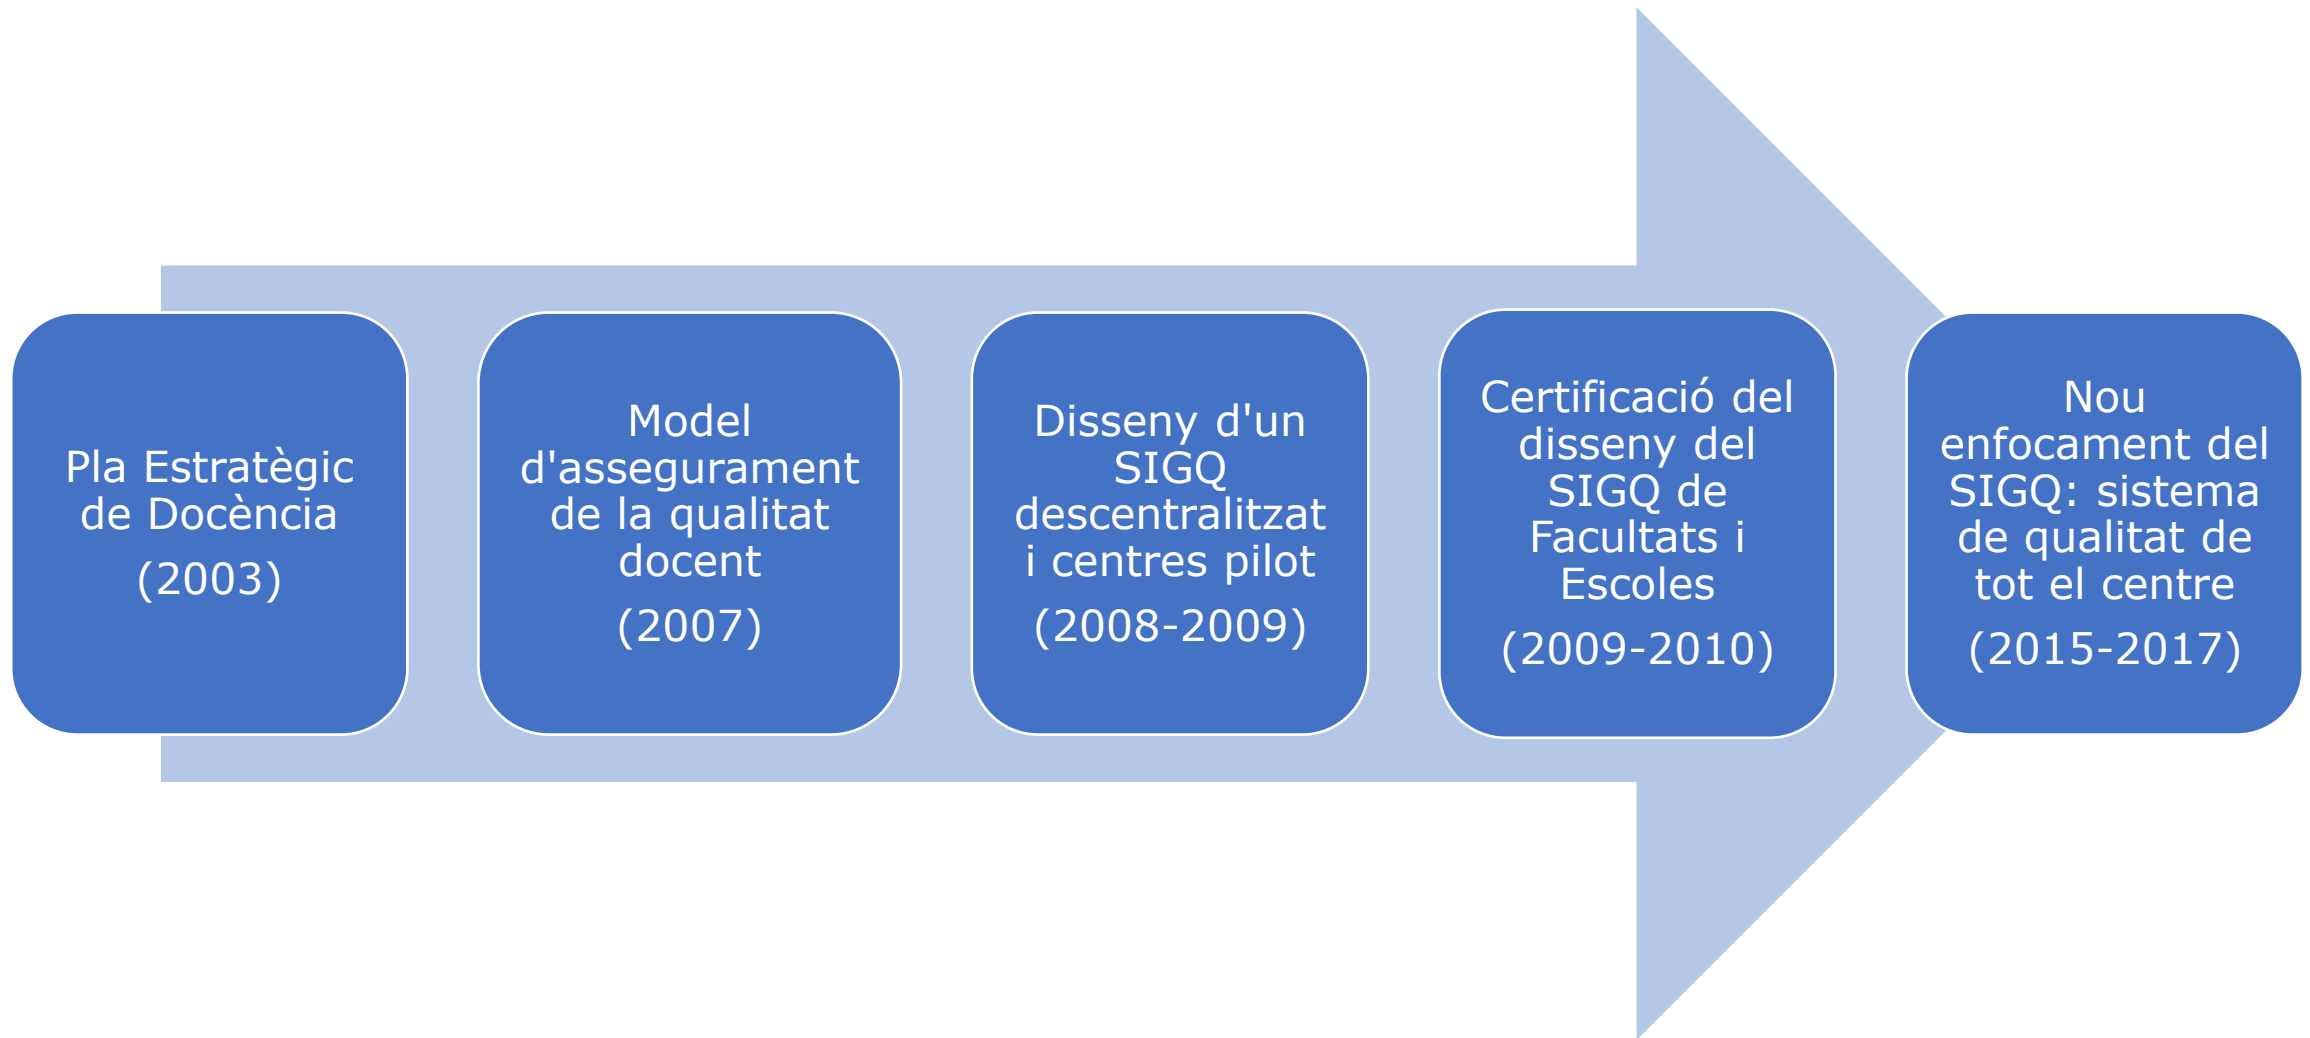 Pla Estratègic
de Docència
(2003)
Model
d'assegurament
de la qualitat
docent
(2007)
Disseny d'un
SIGQ
descentralitzat
i centres pilot
(2008-2009)
Certificació del
disseny del
SIGQ de
Facultats i
Escoles
(2009-2010)
Nou
enfocament del
SIGQ: sistema
de qualitat de
tot el centre
(2015-2017)